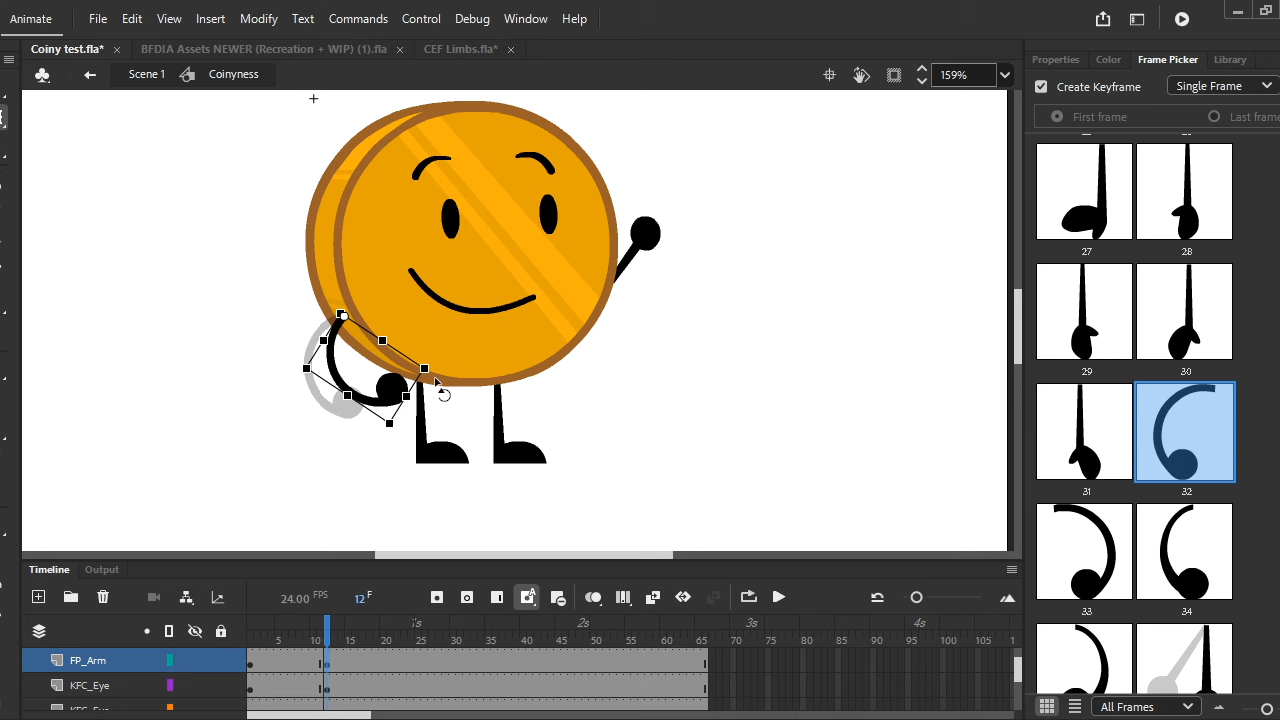 Animate File Edit View Insert Modify Text Commands Control Debug Window Help
Coiny test.fla* × BFDIA Assets NEWER (Recreation + WIP) (1).fla × CEF Limbs.fla* ×
Scene 1 Coinyness 159%
Properties Color Frame Picker Library
Create Keyframe Single Frame
First frame Last frame
27 28
29 30
31 32
33 34
All Frames
Timeline Output
24.00 FPS 12 F
1s 2s 3s 4s
5 10 15 20 25 30 35 40 45 50 55 60 65 70 75 80 85 90 95 100 105
FP_Arm
KFC_Eye